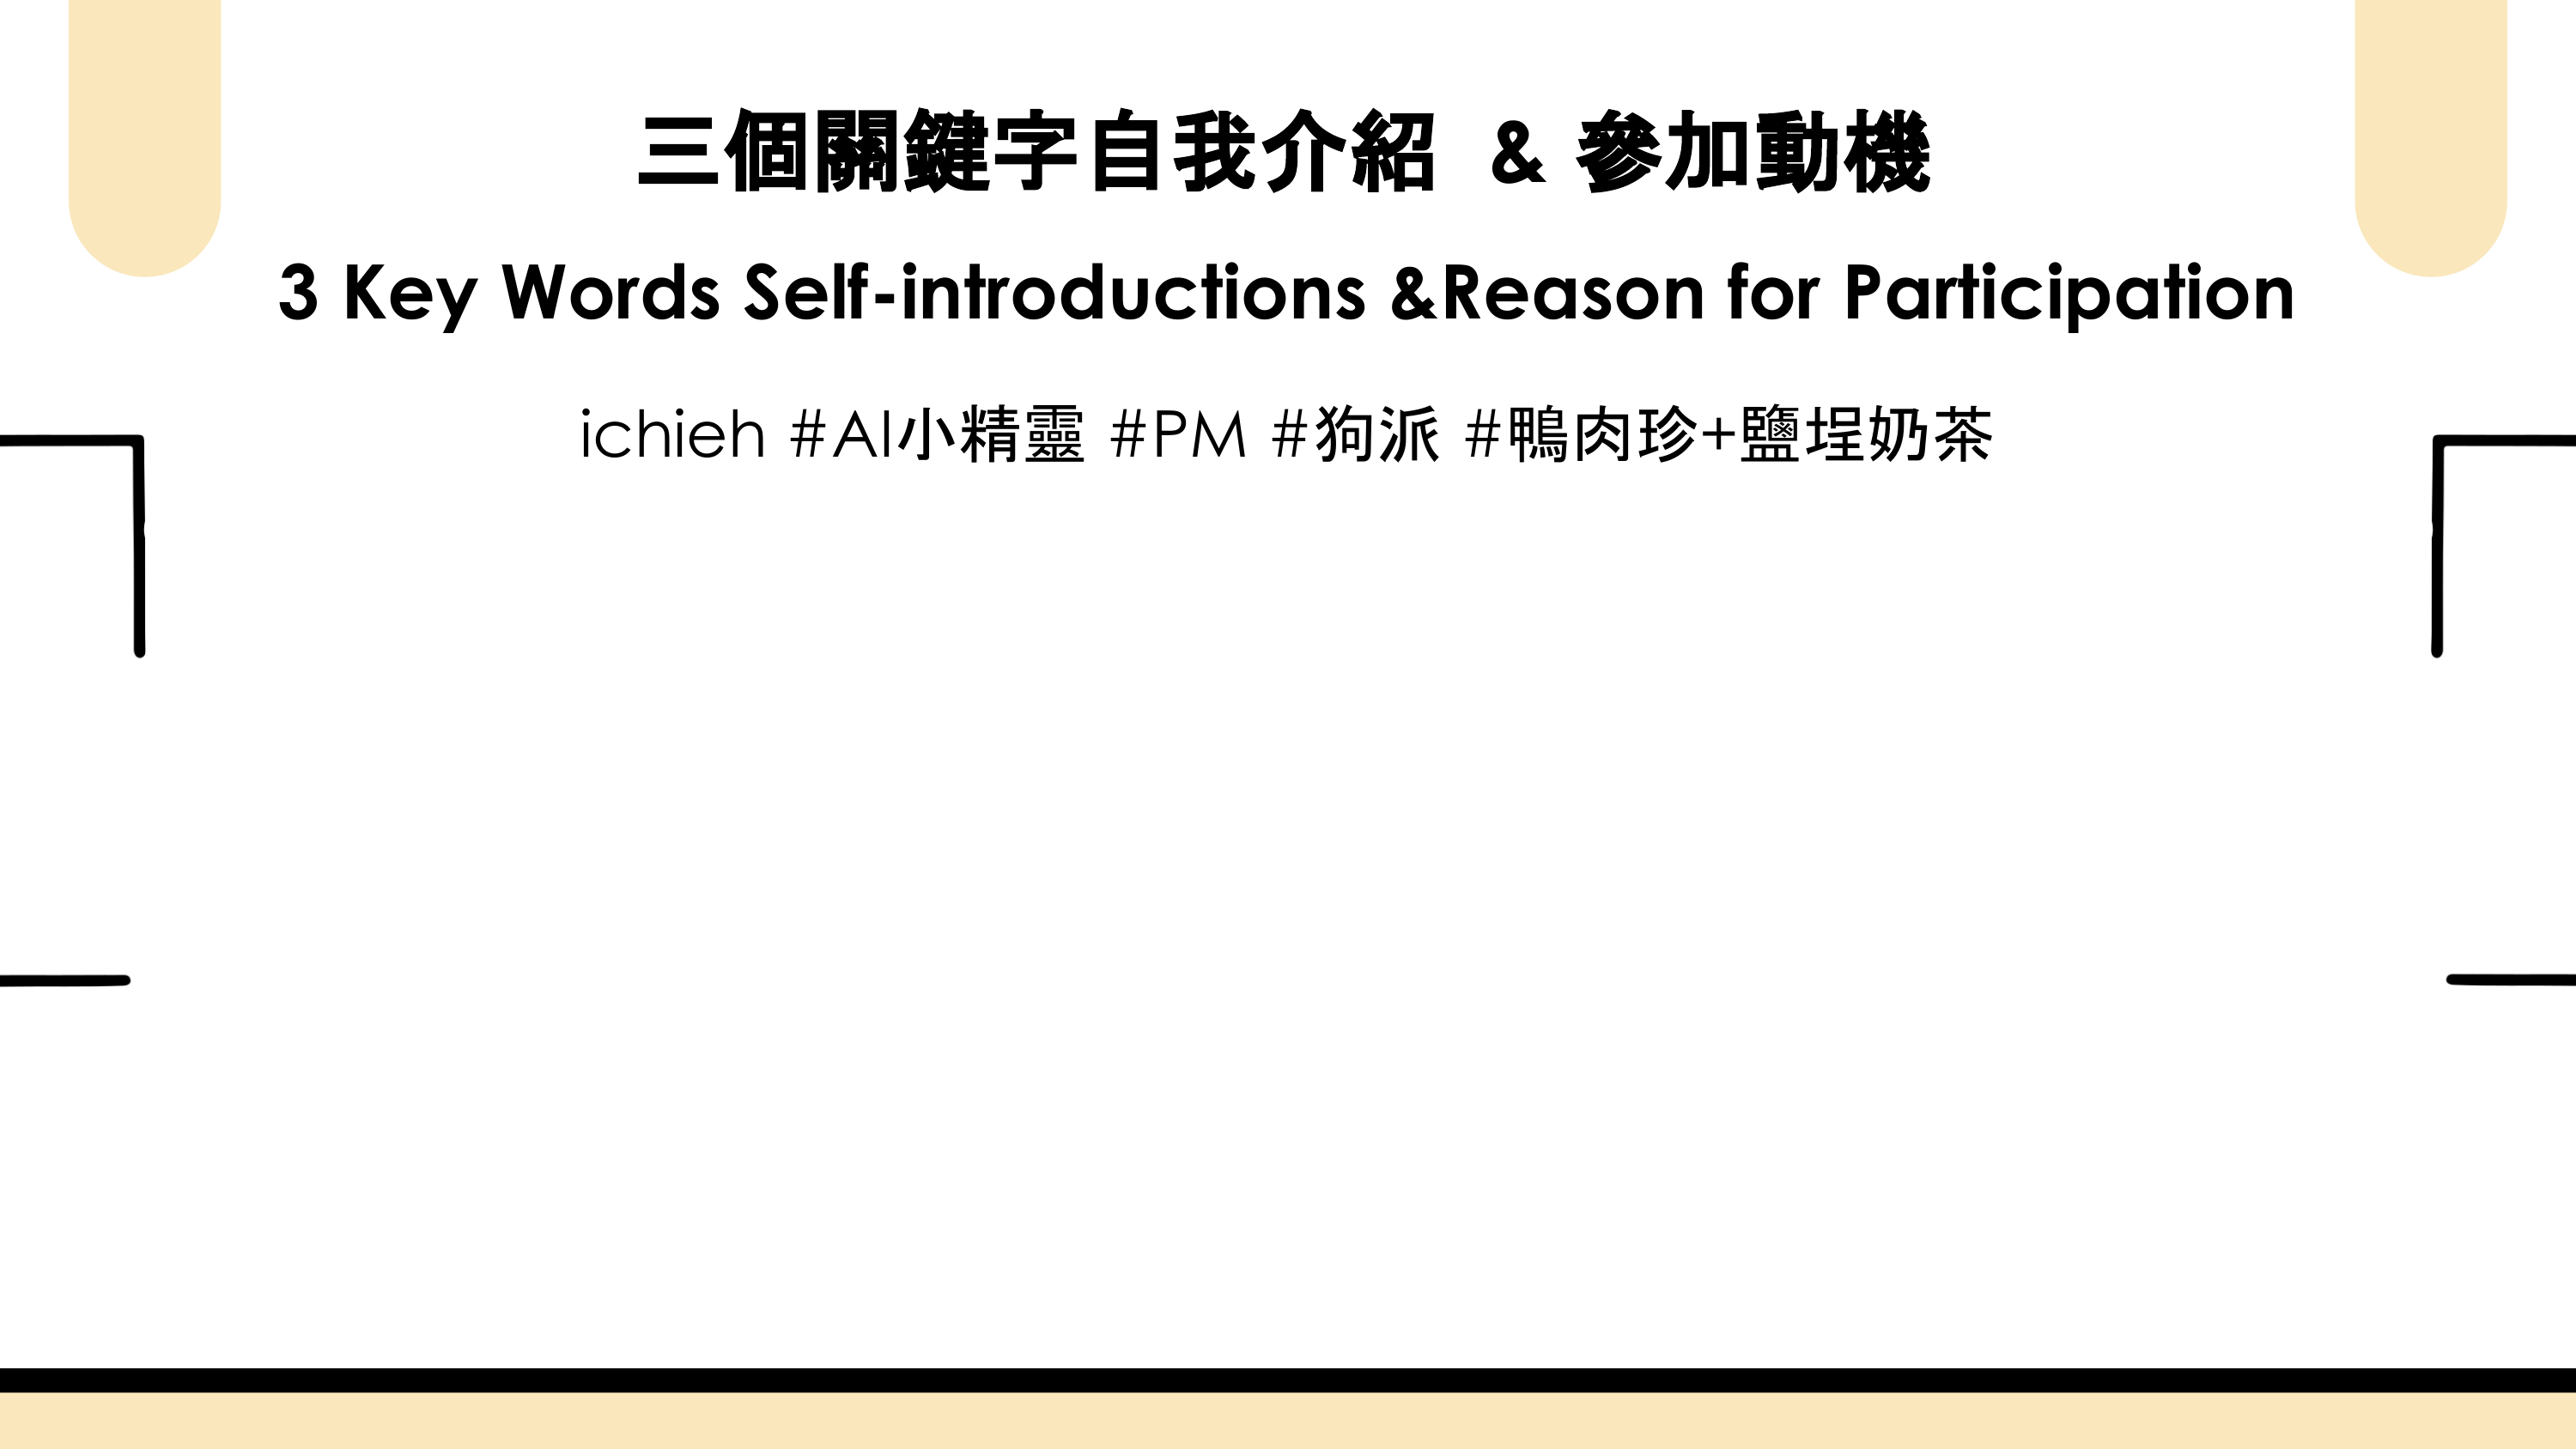 三個關鍵字自我介紹 & 參加動機
3 Key Words Self-introductions &Reason for Participation
ichieh #AI小精靈 #PM #狗派 #鴨肉珍+鹽埕奶茶